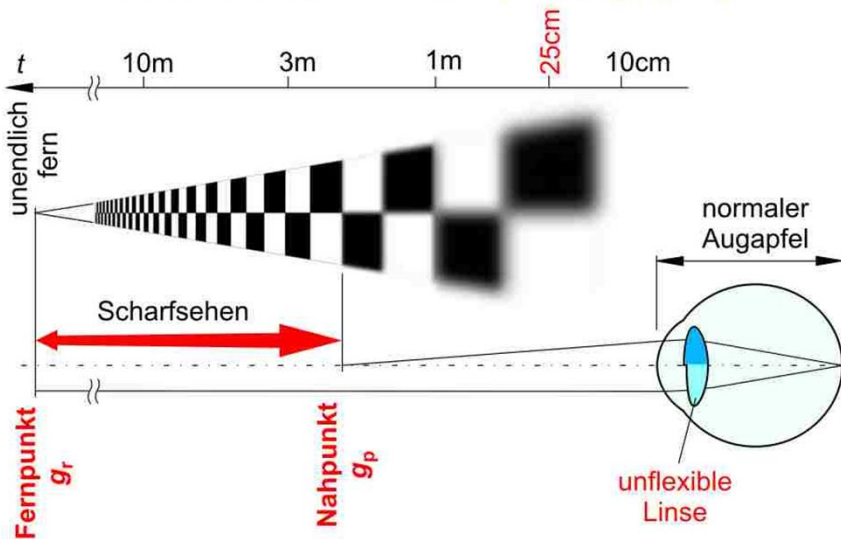 t
10m
3m
1m
25cm
10cm
unendlich
fern
normaler
Augapfel
Scharfsehen
Fernpunkt
gr
Nahpunkt
gp
unflexible
Linse